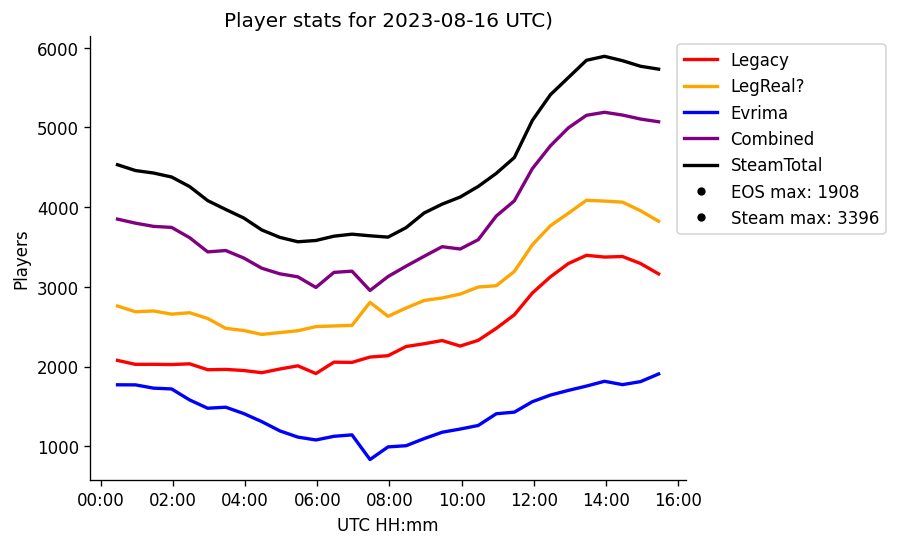 Player stats for 2023-08-16 UTC)
6000
5000
4000
3000
2000
1000
Players
00:00 02:00 04:00 06:00 08:00 10:00 12:00 14:00 16:00
UTC HH:mm
Legacy
LegReal?
Evrima
Combined
SteamTotal
EOS max: 1908
Steam max: 3396